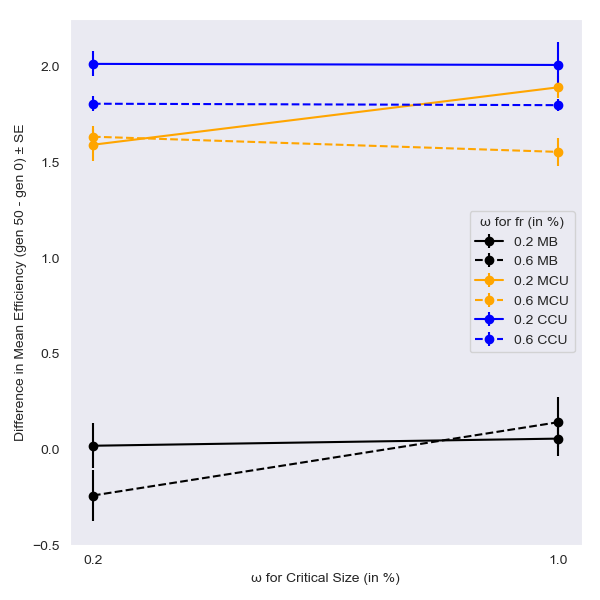 2.0
1.5
1.0
0.5
0.0
−0.5
Difference in Mean Efficiency (gen 50 - gen 0) ± SE
ω for fr (in %)
0.2 MB
0.6 MB
0.2 MCU
0.6 MCU
0.2 CCU
0.6 CCU
0.2
1.0
ω for Critical Size (in %)